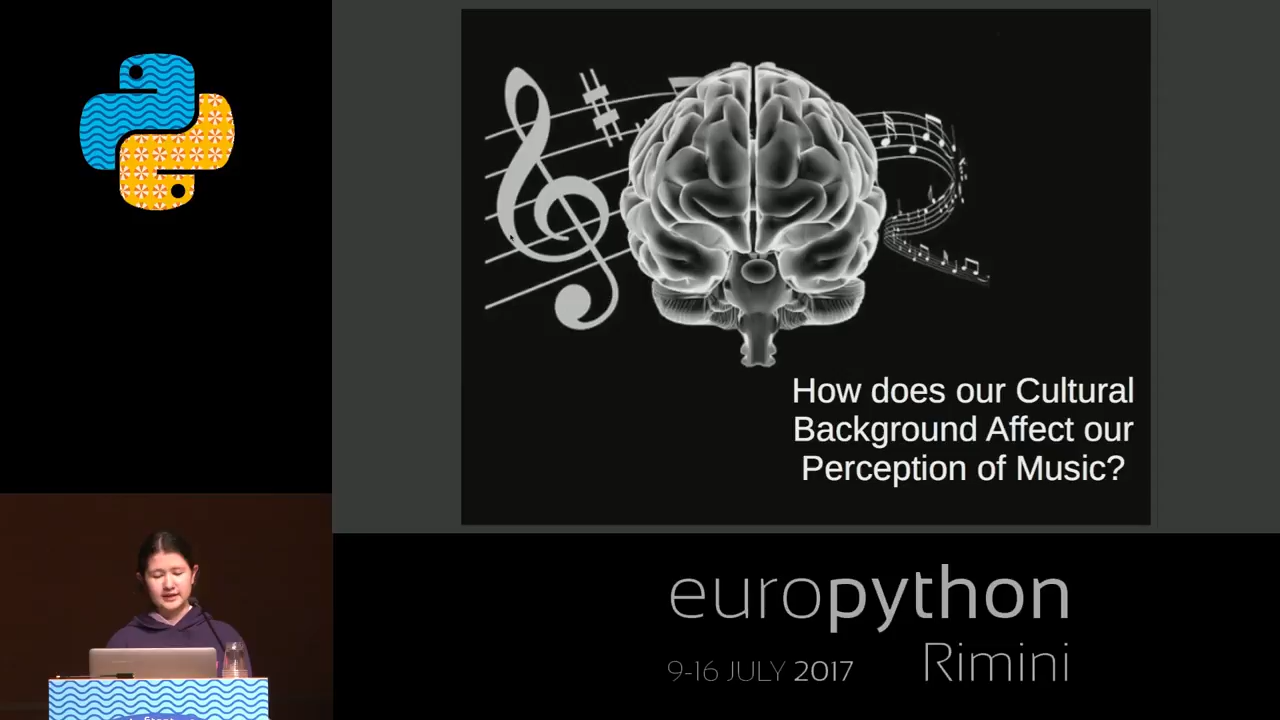 How does our Cultural
Background Affect our
Perception of Music?
europython
9-16 JULY 2017
Rimini